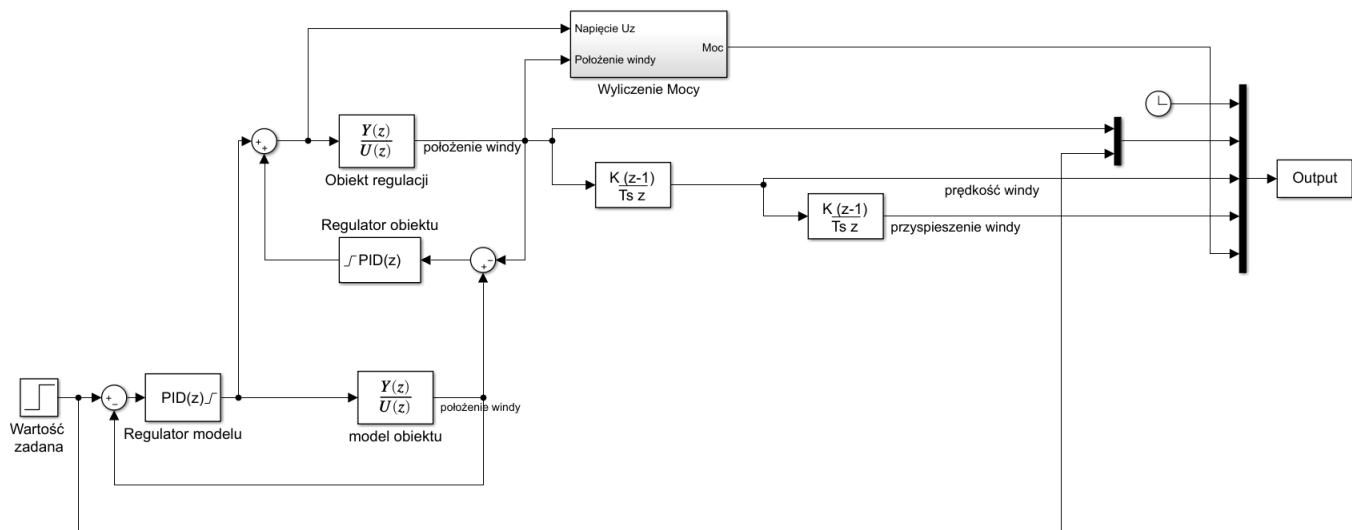 Napięcie Uz
Moc
Położenie windy
Wyliczenie Mocy
+
+
Y(z)
U(z)
położenie windy
Obiekt regulacji
K (z-1)
Ts z
prędkość windy
K (z-1)
Ts z
przyspieszenie windy
Output
Regulator obiektu
PID(z)
−
+
Wartość
zadana
+
−
PID(z)
Regulator modelu
Y(z)
U(z)
położenie windy
model obiektu